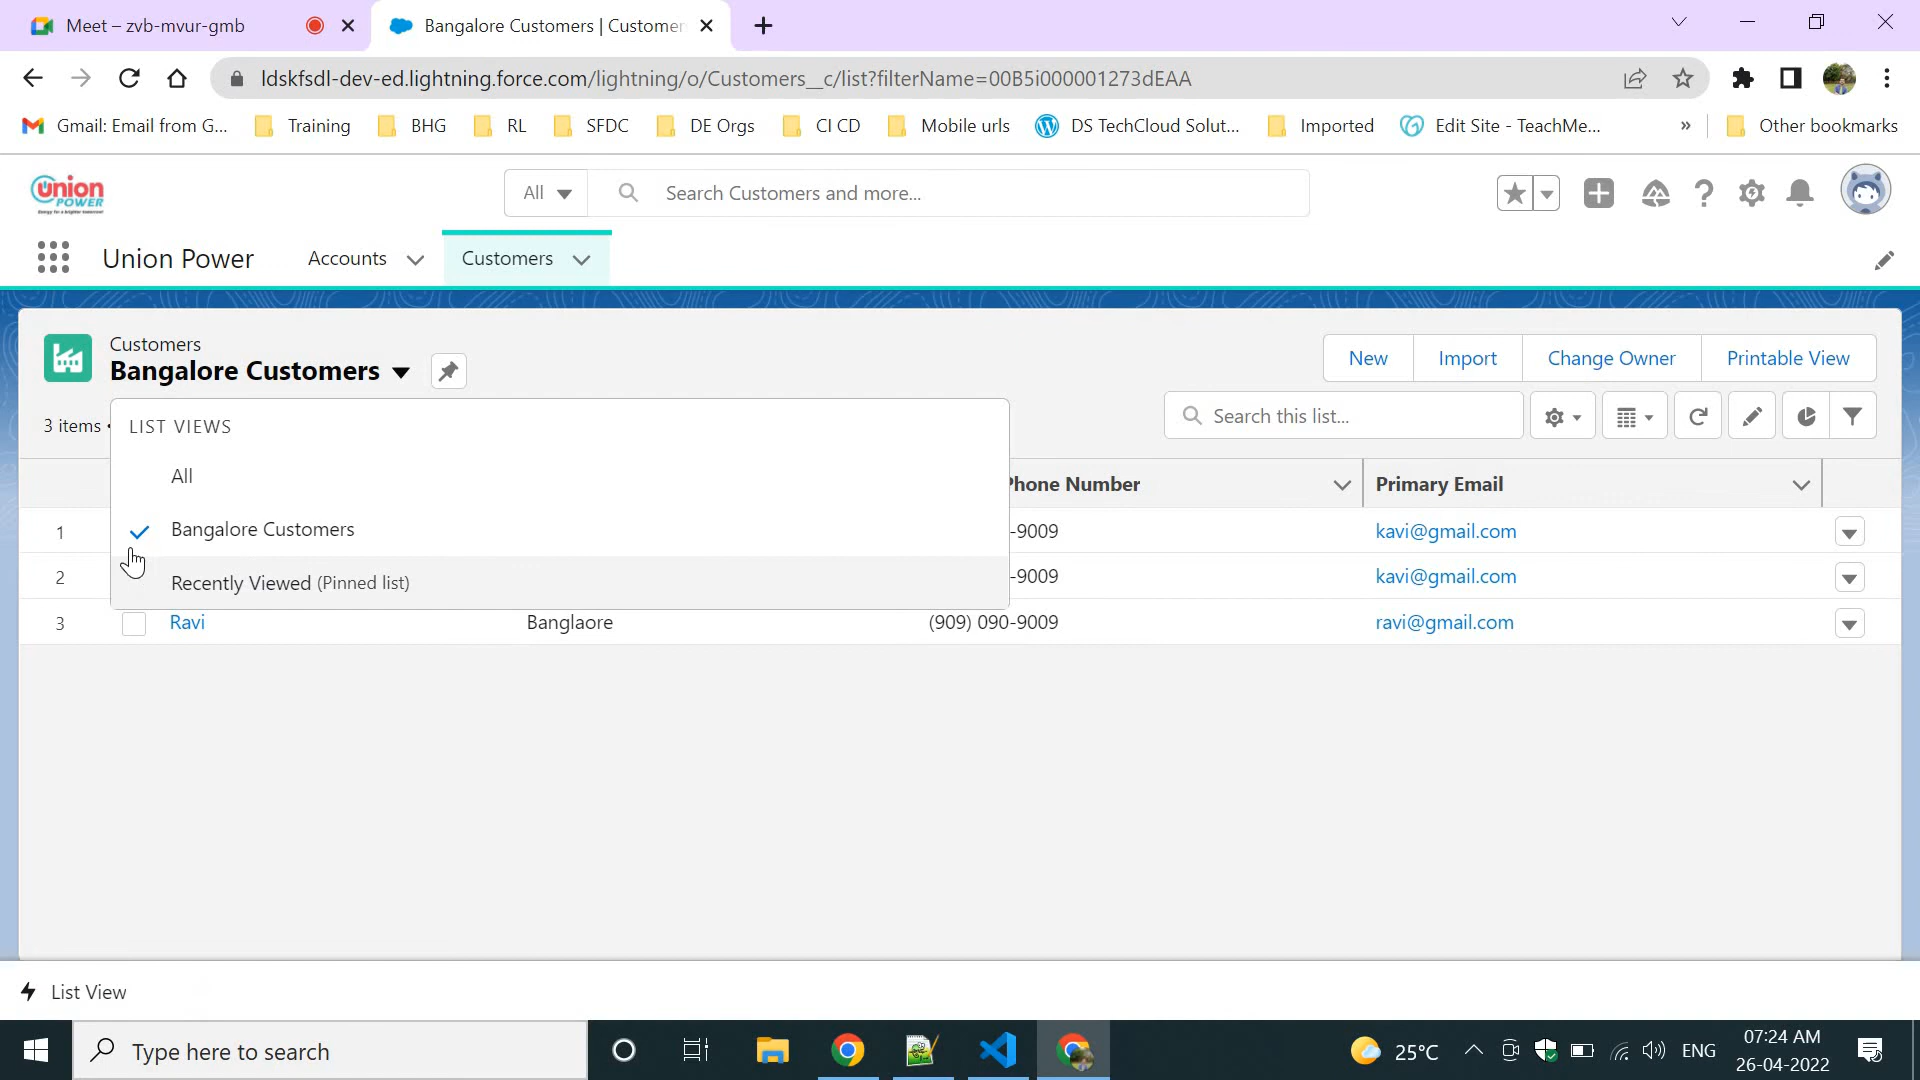 Meet – zvb-mvur-gmb
Bangalore Customers | Customer
ldskfsdl-dev-ed.lightning.force.com/lightning/o/Customers__c/list?filterName=00B5i000001273dEAA
Gmail: Email from G... Training BHG RL SFDC DE Orgs CI CD Mobile urls DS TechCloud Solut... Imported Edit Site - TeachMe... » Other bookmarks
union
POWER
Energy for a brighter tomorrow!
All Search Customers and more...
Union Power Accounts Customers
Customers
Bangalore Customers
New Import Change Owner Printable View
3 items •
Search this list...
LIST VIEWS
All
Bangalore Customers
Recently Viewed (Pinned list)
Phone Number Primary Email
1 -9009 kavi@gmail.com
2 -9009 kavi@gmail.com
3 Ravi Banglaore (909) 090-9009 ravi@gmail.com
List View
Type here to search
25°C ENG
07:24 AM
26-04-2022